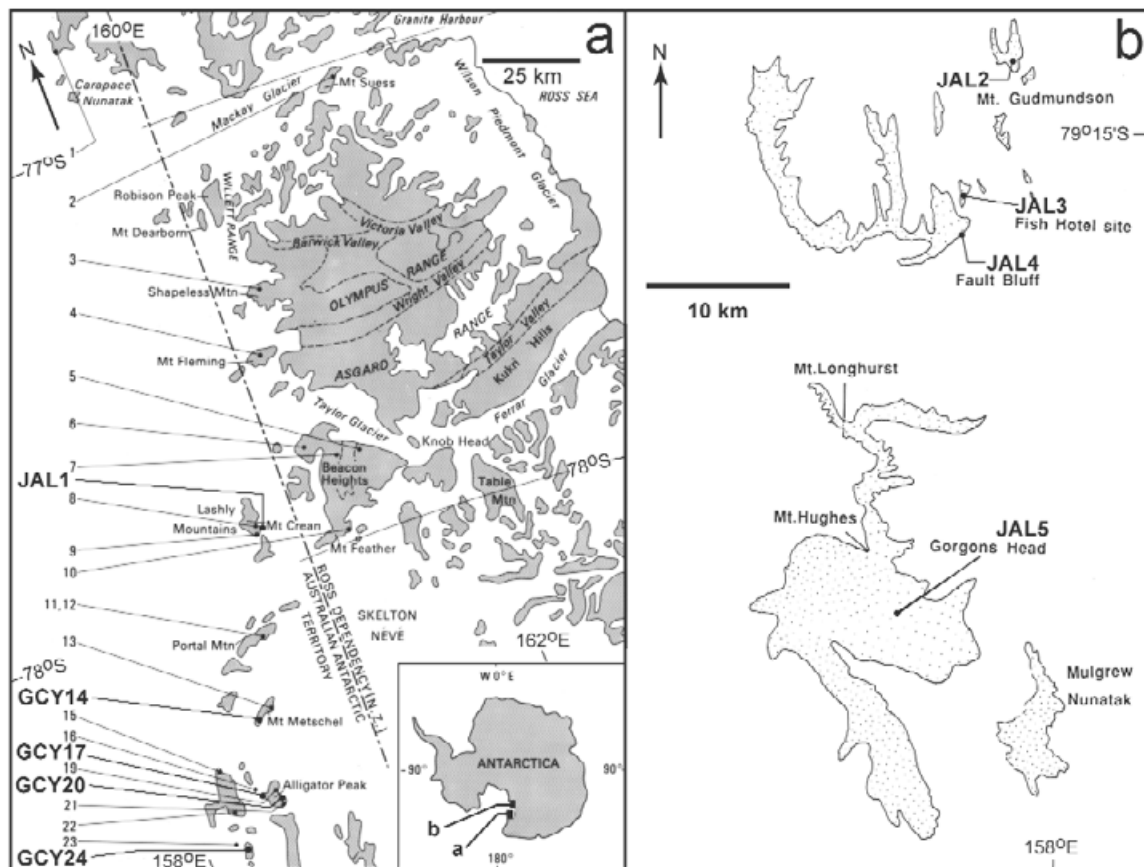 160°E
Granite Harbour
a
b
N
25 km
ROSS SEA
Carapace
Nunatak
Mackay Glacier
Mt Suess
Wilson Piedmont Glacier
77°S
1
2
Robison Peak
WILLETT RANGE
Mt Dearborn
Victoria Valley
Barwick Valley
3
Shapeless Mtn
OLYMPUS RANGE
Wright Valley
4
Mt Fleming
ASGARD RANGE
Taylor Valley
Kukri Hills
5
Ferrar Glacier
Taylor Glacier
6
Knob Head
7
Beacon
Heights
78°S
JAL1
Table
Mtn
8
Lashly
Mountains
Mt Crean
9
Mt Feather
10
ROSS DEPENDENCY (N.Z.)
AUSTRALIAN ANTARCTIC
TERRITORY
SKELTON
NEVE
11,12
Portal Mtn
162°E
13
78°S
GCY14
Mt Metschel
15
16
GCY17
19
Alligator Peak
GCY20
21
22
23
GCY24
158°E
W 0° E
ANTARCTICA
90°
90°
b
a
180°
N
JAL2
Mt. Gudmundson
79°15'S
JAL3
Fish Hotel site
JAL4
Fault Bluff
10 km
Mt.Longhurst
Mt.Hughes
JAL5
Gorgons Head
Mulgrew
Nunatak
158°E